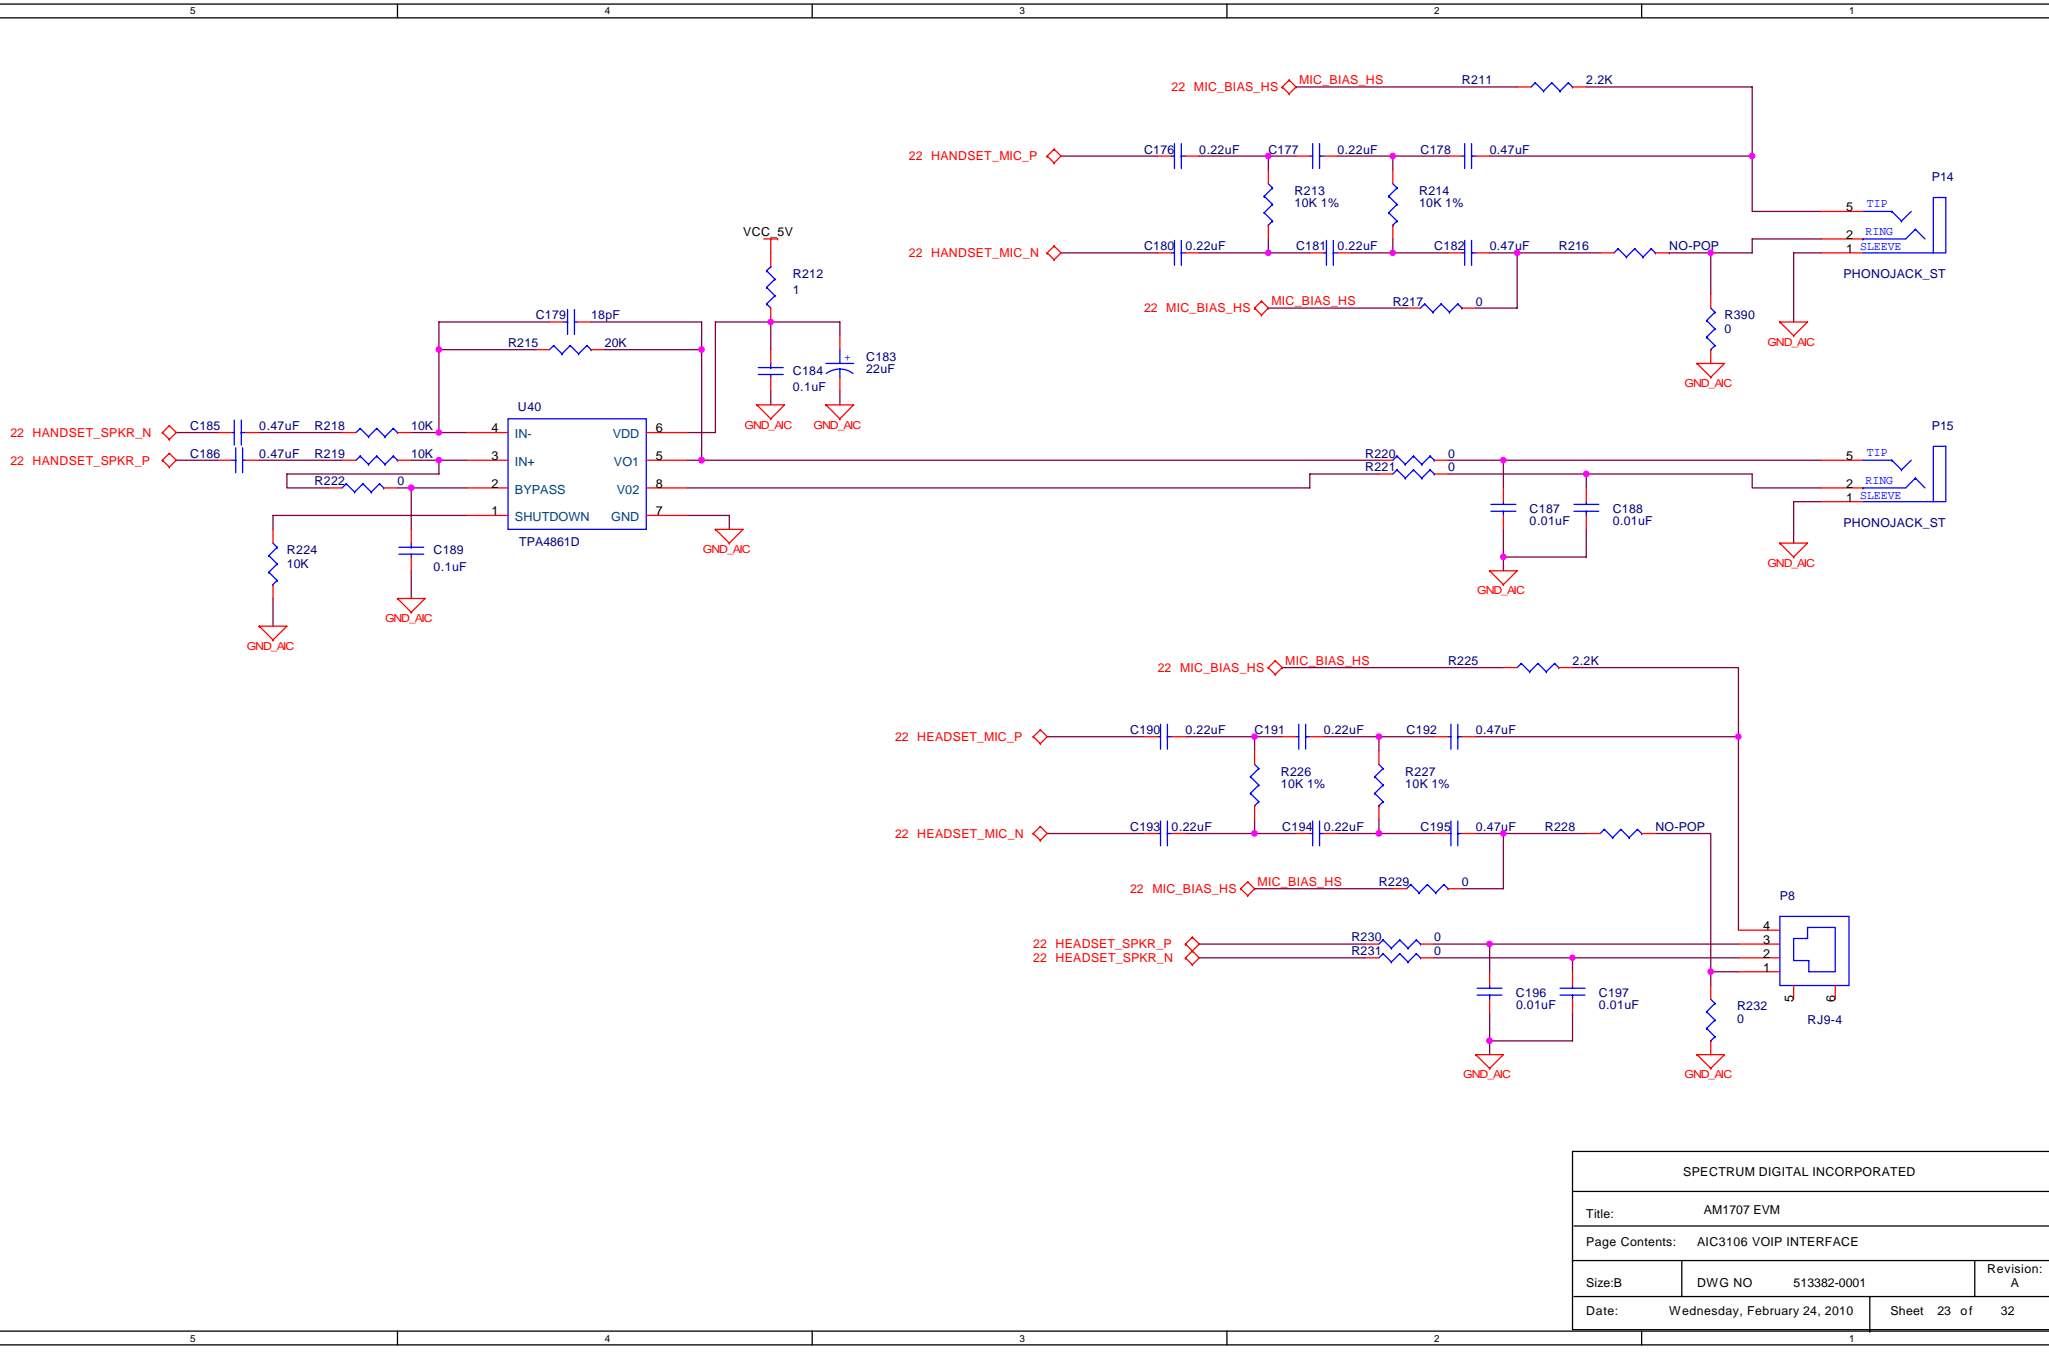 5 4 3 2 1
22 MIC_BIAS_HS MIC_BIAS_HS R211 2.2K
22 HANDSET_MIC_P C176 0.22uF C177 0.22uF C178 0.47uF
R213 R214
10K 1% 10K 1%
P14
5 TIP
2 RING
1 SLEEVE
PHONOJACK_ST
22 HANDSET_MIC_N C180 0.22uF C181 0.22uF C182 0.47uF R216 NO-POP
22 MIC_BIAS_HS MIC_BIAS_HS R217 0
R390
0
GND_AIC
GND_AIC
VCC_5V
R212
1
C179 18pF
R215 20K
C184
0.1uF
C183
22uF
+
GND_AIC GND_AIC
U40
22 HANDSET_SPKR_N C185 0.47uF R218 10K 4 IN- VDD 6
22 HANDSET_SPKR_P C186 0.47uF R219 10K 3 IN+ VO1 5
R222 0 2 BYPASS V02 8
1 SHUTDOWN GND 7
TPA4861D
GND_AIC
R224
10K
GND_AIC
C189
0.1uF
GND_AIC
R220 0
R221 0
C187
0.01uF
C188
0.01uF
GND_AIC
P15
5 TIP
2 RING
1 SLEEVE
PHONOJACK_ST
GND_AIC
22 MIC_BIAS_HS MIC_BIAS_HS R225 2.2K
22 HEADSET_MIC_P C190 0.22uF C191 0.22uF C192 0.47uF
R226 R227
10K 1% 10K 1%
22 HEADSET_MIC_N C193 0.22uF C194 0.22uF C195 0.47uF R228 NO-POP
22 MIC_BIAS_HS MIC_BIAS_HS R229 0
22 HEADSET_SPKR_P R230 0
22 HEADSET_SPKR_N R231 0
C196
0.01uF
C197
0.01uF
GND_AIC
P8
4
3
2
1
5 6
RJ9-4
R232
0
GND_AIC
SPECTRUM DIGITAL INCORPORATED
Title: AM1707 EVM
Page Contents: AIC3106 VOIP INTERFACE
Size:B DWG NO 513382-0001 Revision:
A
Date: Wednesday, February 24, 2010 Sheet 23 of 32
5 4 3 2 1